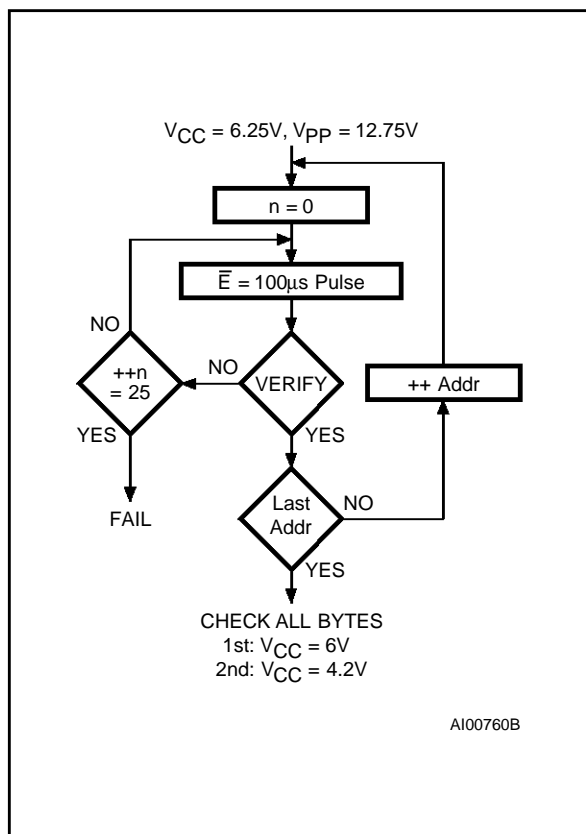 VCC = 6.25V, VPP = 12.75V
n = 0
E̅ = 100µs Pulse
NO
++n
= 25
NO
VERIFY
++ Addr
YES
YES
FAIL
Last
Addr
NO
YES
CHECK ALL BYTES
1st: VCC = 6V
2nd: VCC = 4.2V
AI00760B